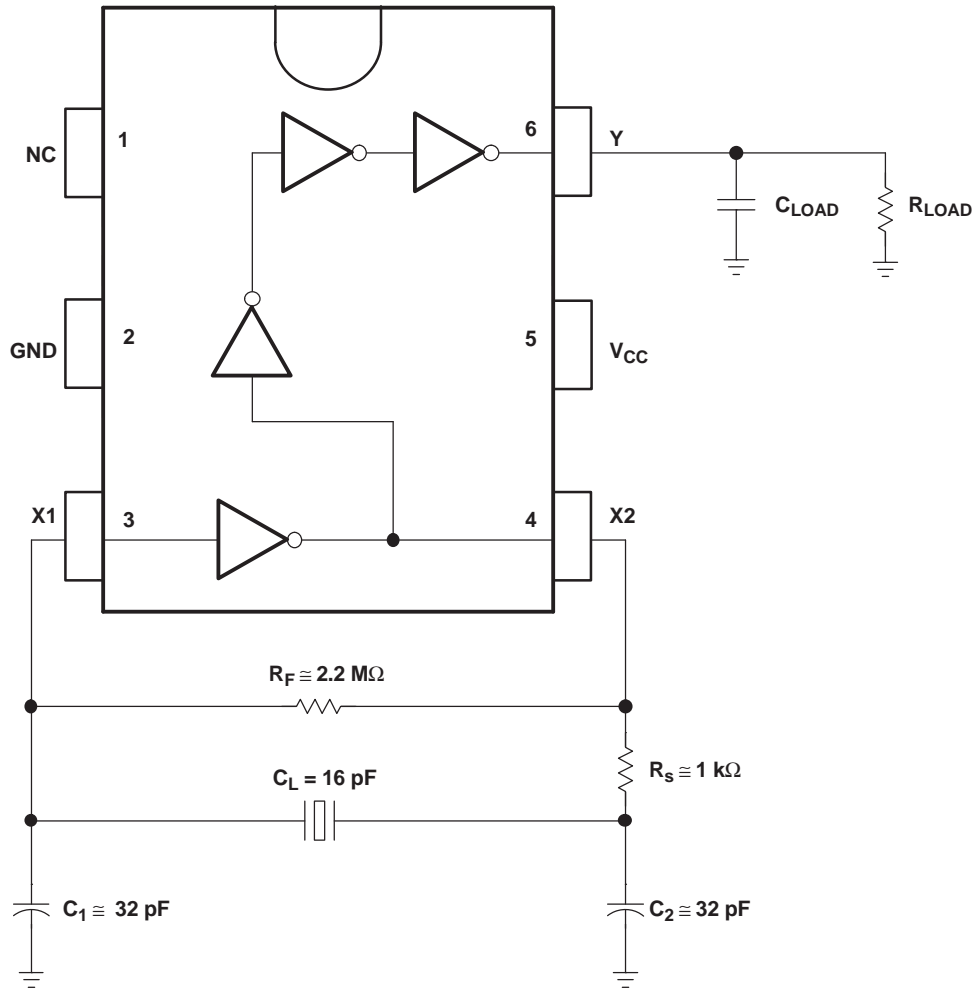 NC
1
6
Y
C_LOAD
R_LOAD
GND
2
5
V_CC
X1
3
4
X2
R_F ≅ 2.2 MΩ
C_L = 16 pF
R_s ≅ 1 kΩ
C_1 ≅ 32 pF
C_2 ≅ 32 pF